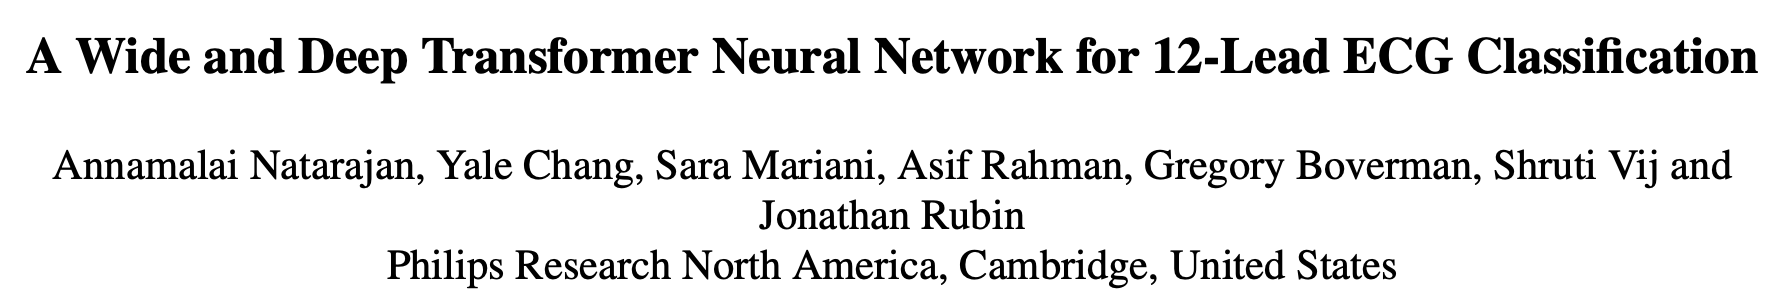 A Wide and Deep Transformer Neural Network for 12-Lead ECG Classification
Annamalai Natarajan, Yale Chang, Sara Mariani, Asif Rahman, Gregory Boverman, Shruti Vij and
Jonathan Rubin
Philips Research North America, Cambridge, United States